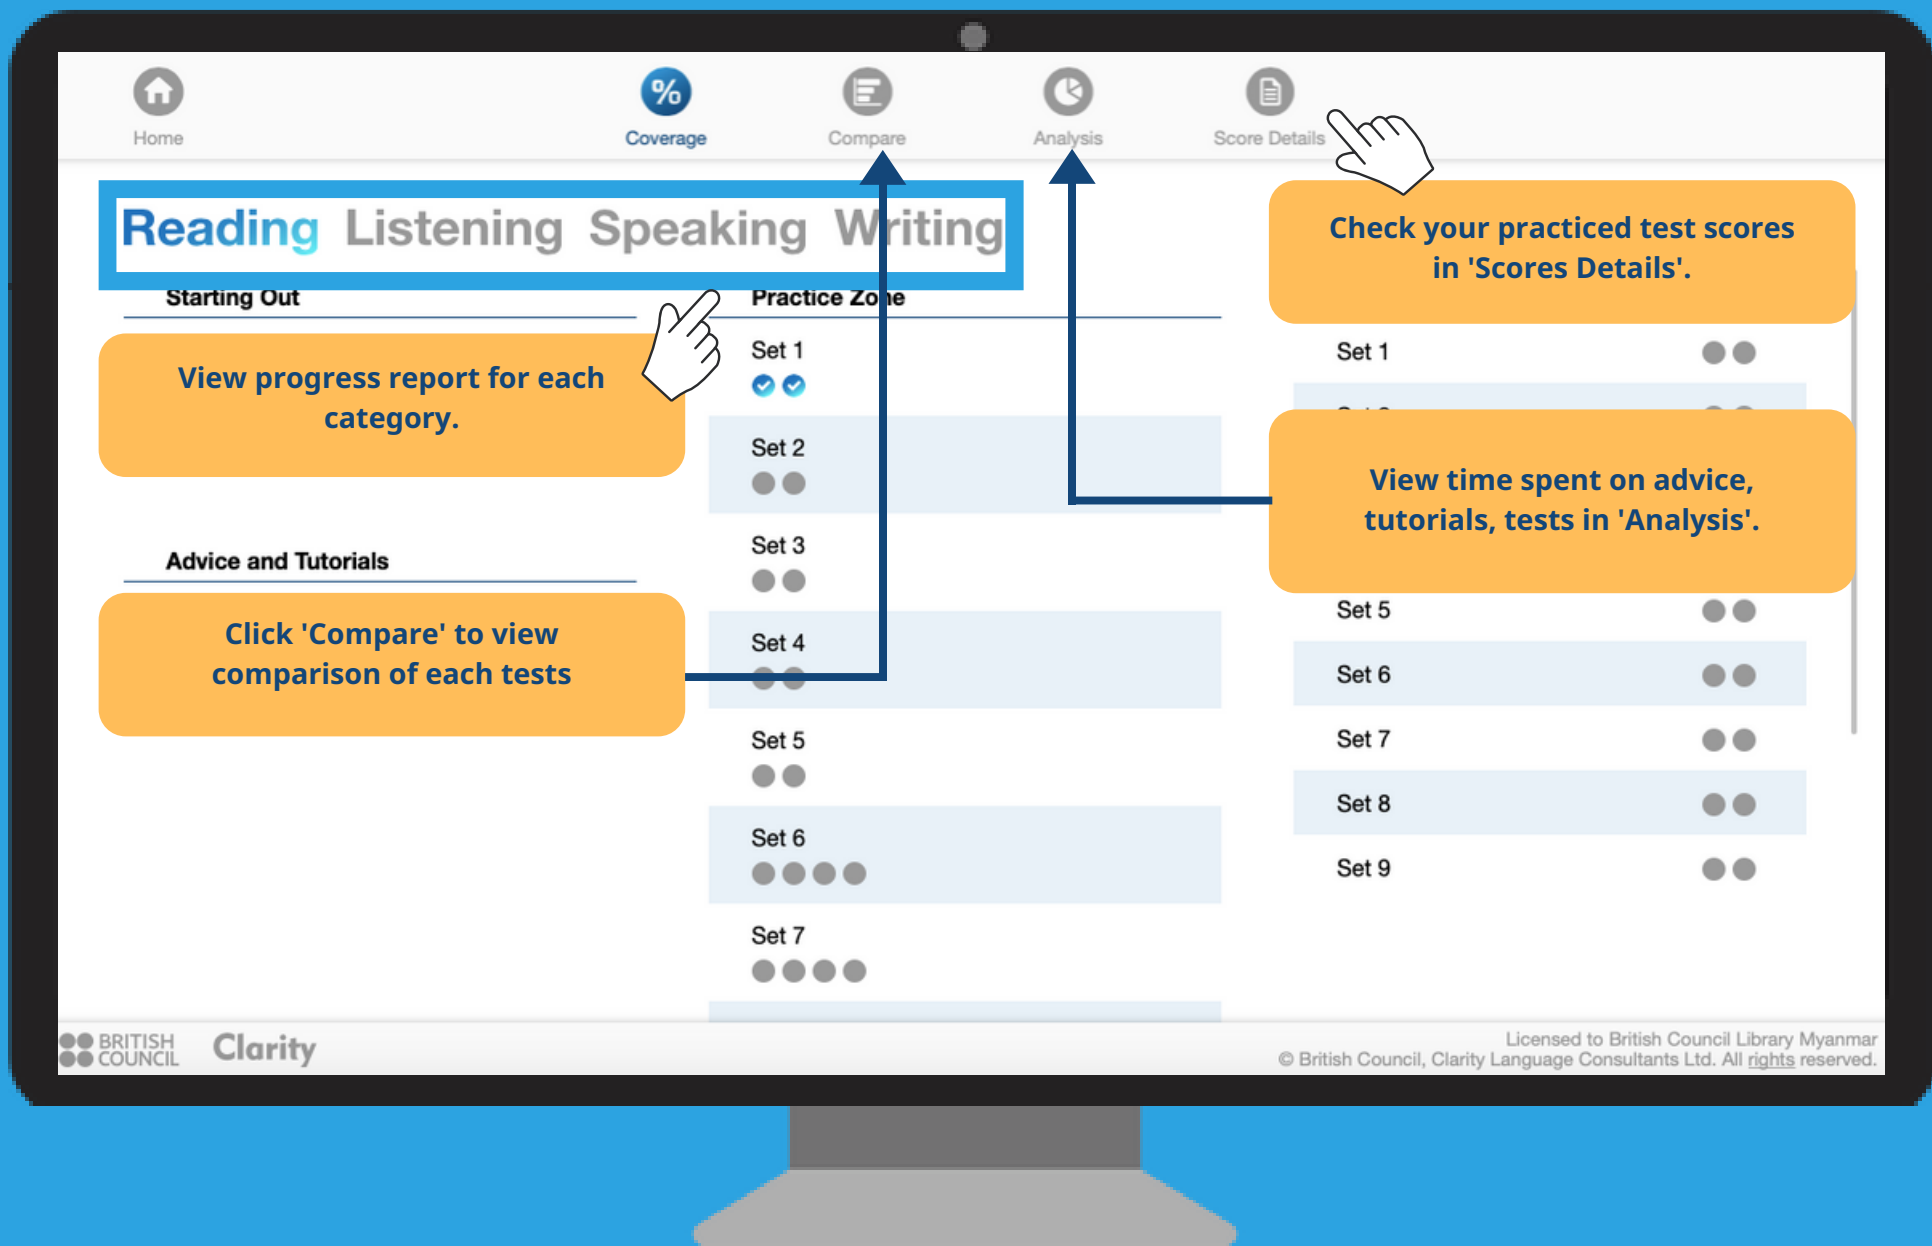 Home
Coverage
Compare
Analysis
Score Details
Reading Listening Speaking Writing
Starting Out
View progress report for each
category.
Advice and Tutorials
Click 'Compare' to view
comparison of each tests
Practice Zone
Set 1
Set 2
Set 3
Set 4
Set 5
Set 6
Set 7
Check your practiced test scores
in 'Scores Details'.
Set 1
View time spent on advice,
tutorials, tests in 'Analysis'.
Set 5
Set 6
Set 7
Set 8
Set 9
BRITISH
COUNCIL
Clarity
Licensed to British Council Library Myanmar
© British Council, Clarity Language Consultants Ltd. All rights reserved.